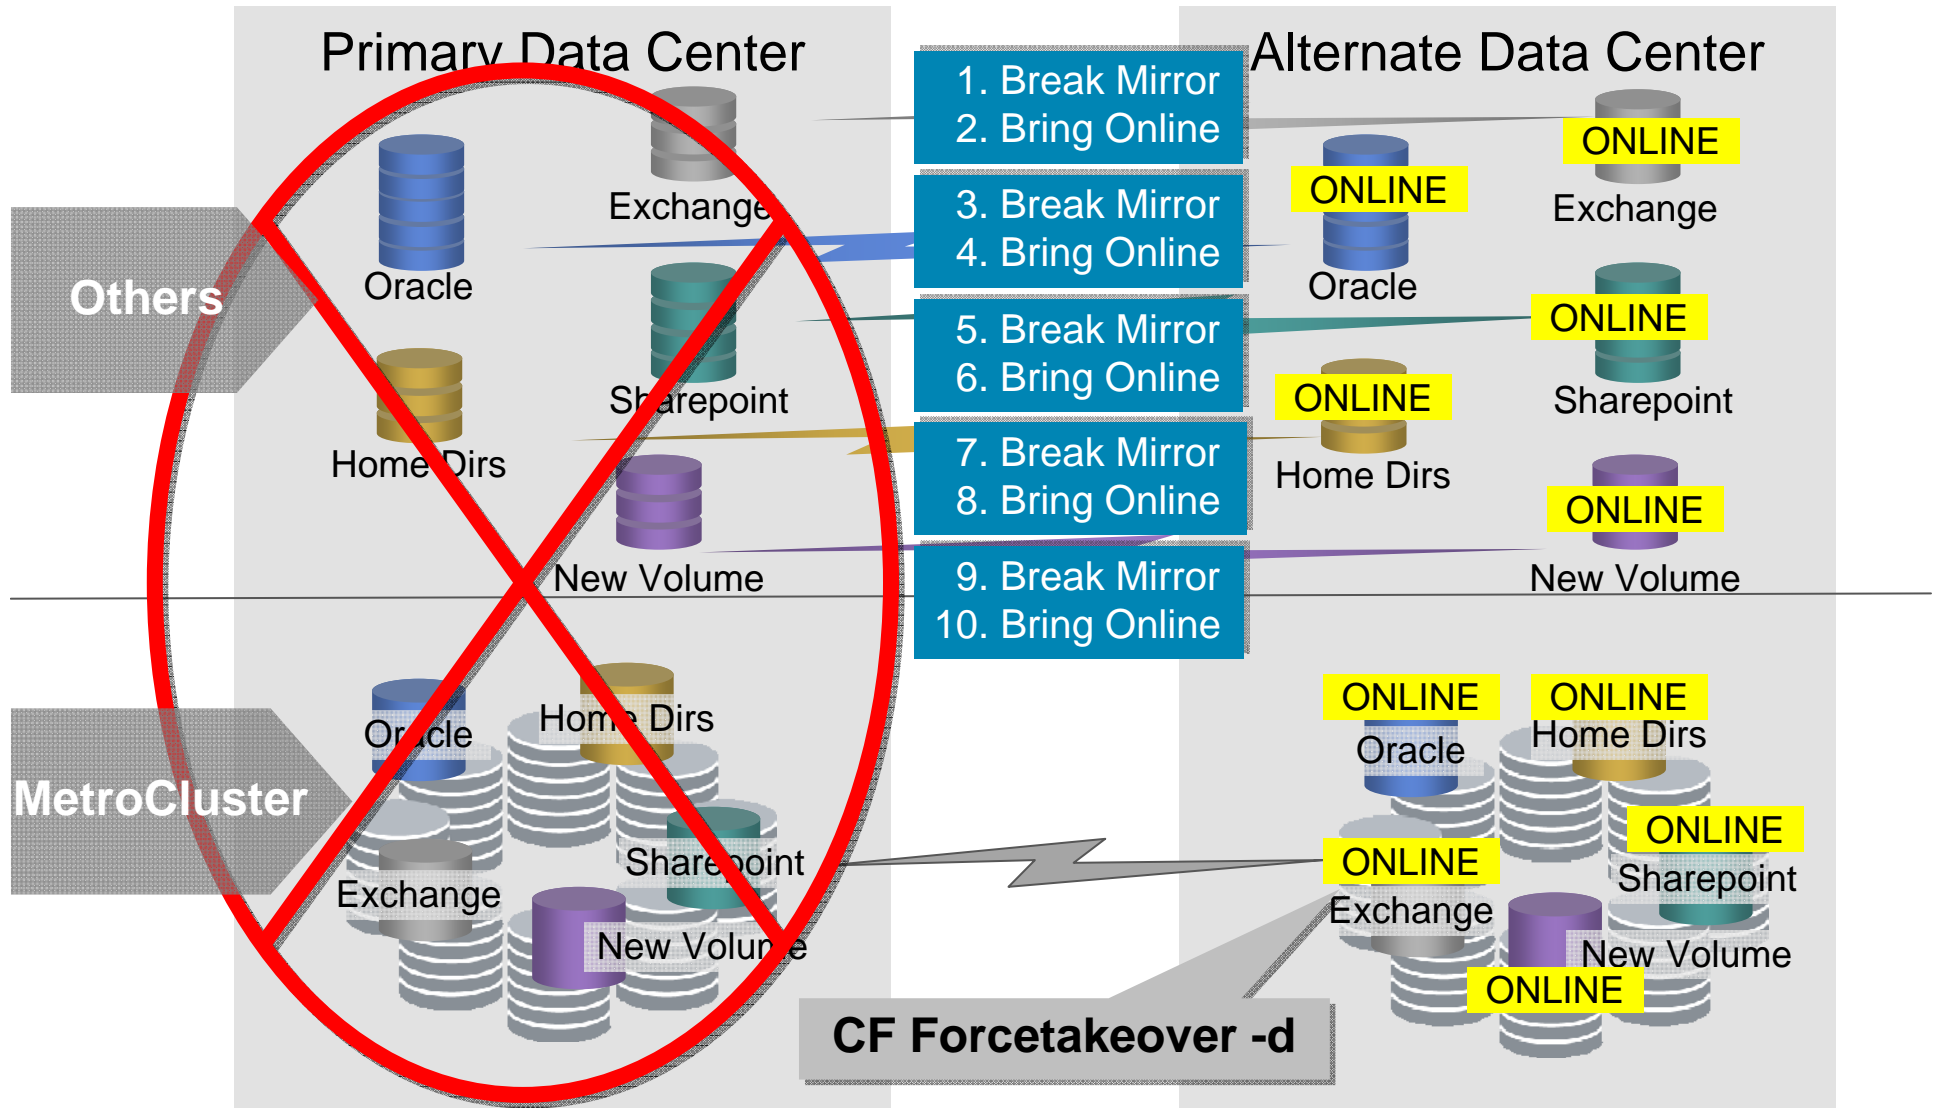 Primary Data Center
Alternate Data Center
Others
Oracle
Exchange
Sharepoint
Home Dirs
New Volume
1. Break Mirror
2. Bring Online
3. Break Mirror
4. Bring Online
5. Break Mirror
6. Bring Online
7. Break Mirror
8. Bring Online
9. Break Mirror
10. Bring Online
ONLINE
Exchange
ONLINE
Oracle
ONLINE
Sharepoint
ONLINE
Home Dirs
ONLINE
New Volume
MetroCluster
Oracle
Home Dirs
Sharepoint
Exchange
New Volume
ONLINE
Oracle
ONLINE
Home Dirs
ONLINE
Sharepoint
ONLINE
Exchange
New Volume
ONLINE
CF Forcetakeover -d